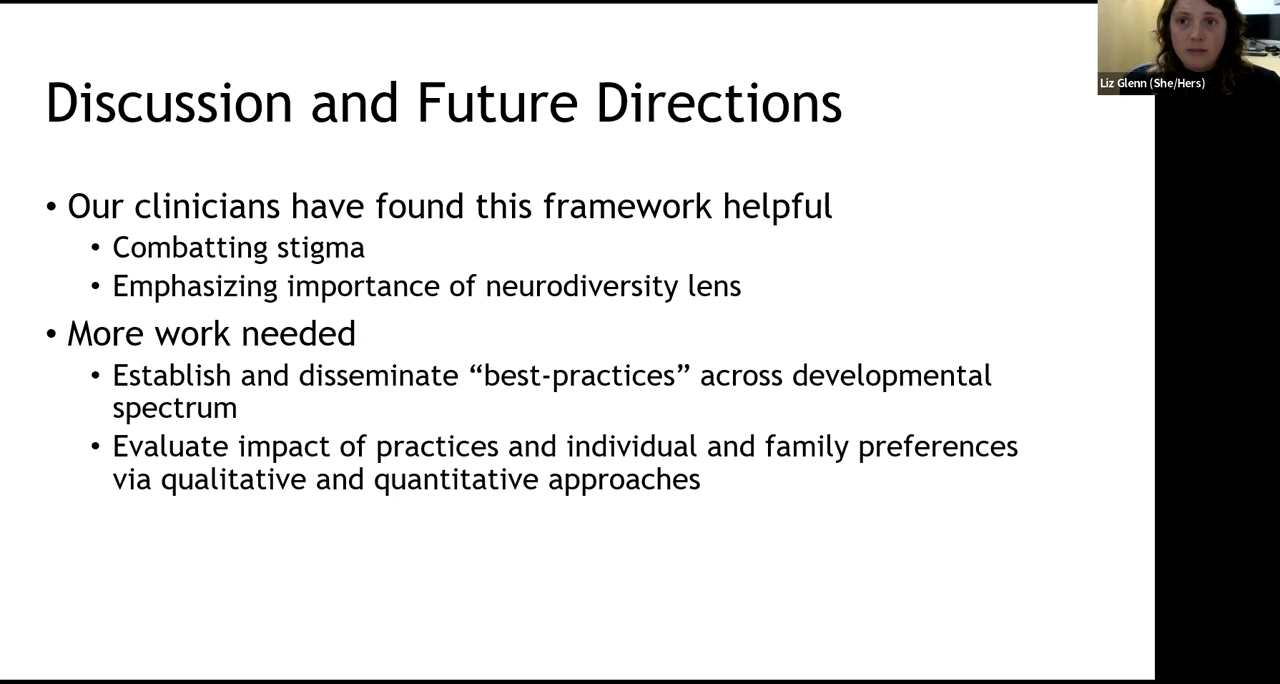 Liz Glenn (She/Hers)
Discussion and Future Directions
• Our clinicians have found this framework helpful
• Combatting stigma
• Emphasizing importance of neurodiversity lens
• More work needed
• Establish and disseminate “best-practices” across developmental
spectrum
• Evaluate impact of practices and individual and family preferences
via qualitative and quantitative approaches